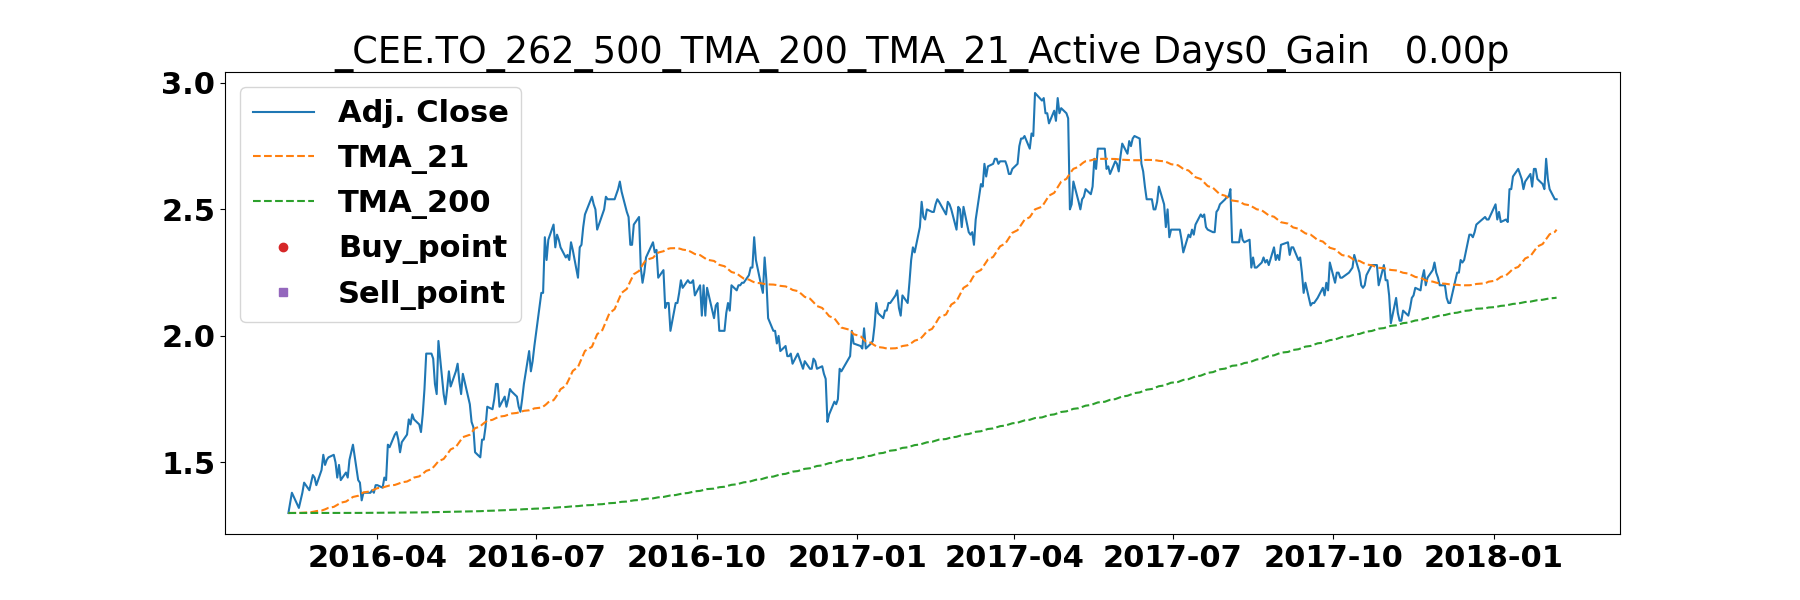 _CEE.TO_262_500_TMA_200_TMA_21_Active Days0_Gain   0.00p
3.0
2.5
2.0
1.5
Adj. Close
TMA_21
TMA_200
Buy_point
Sell_point
2016-04 2016-07 2016-10 2017-01 2017-04 2017-07 2017-10 2018-01